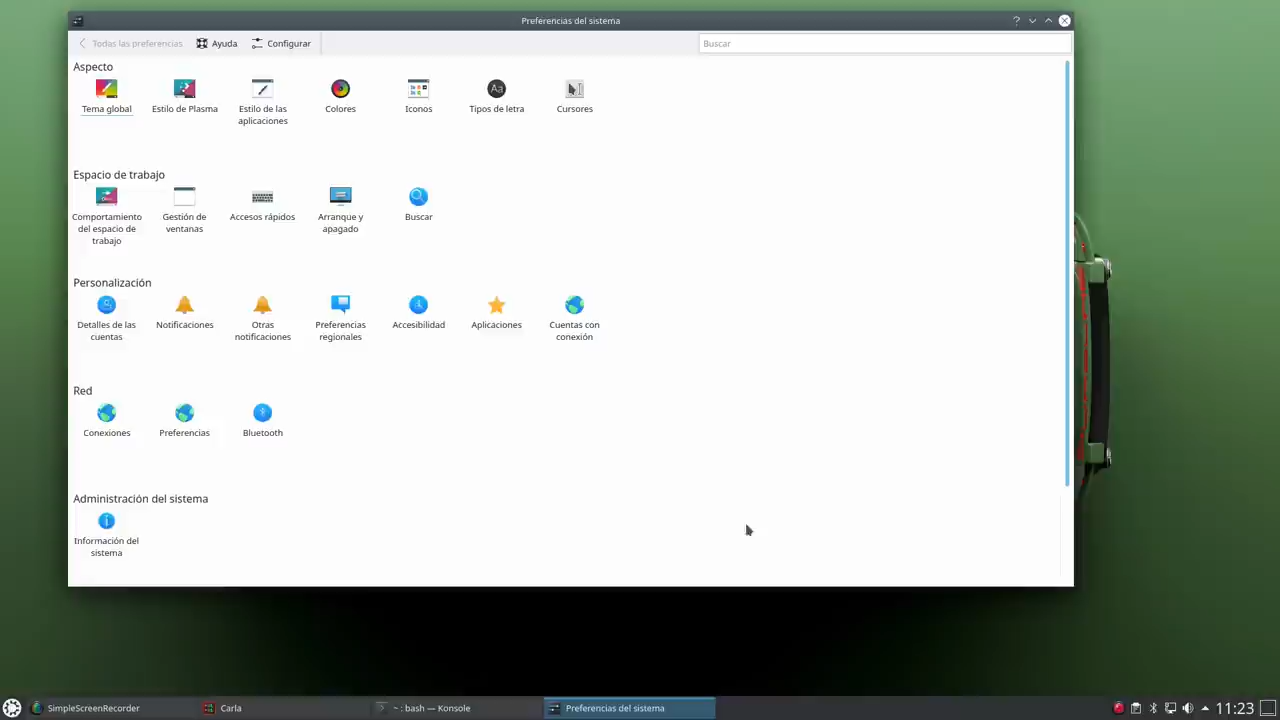 Preferencias del sistema
Todas las preferencias Ayuda Configurar Buscar
Aspecto
Tema global
Estilo de Plasma
Estilo de las
aplicaciones
Colores
Iconos
Aa
Tipos de letra
Cursores
Espacio de trabajo
Comportamiento
del espacio de
trabajo
Gestión de
ventanas
Accesos rápidos
Arranque y
apagado
Buscar
Personalización
Detalles de las
cuentas
Notificaciones
Otras
notificaciones
Preferencias
regionales
Accesibilidad
Aplicaciones
Cuentas con
conexión
Red
Conexiones
Preferencias
Bluetooth
Administración del sistema
Información del
sistema
SimpleScreenRecorder Carla ~ : bash — Konsole Preferencias del sistema 11:23